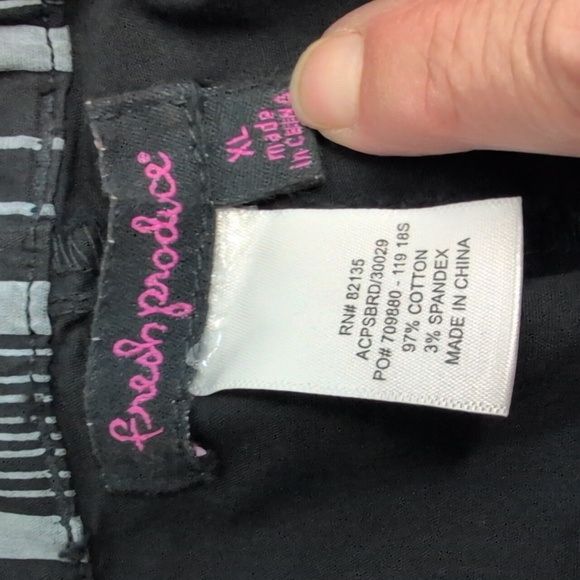 fresh produce®
XL
made
in CHINA
RN# 82135
ACPSBRD/30029
PO# 709880 - 119 18S
97% COTTON
3% SPANDEX
MADE IN CHINA